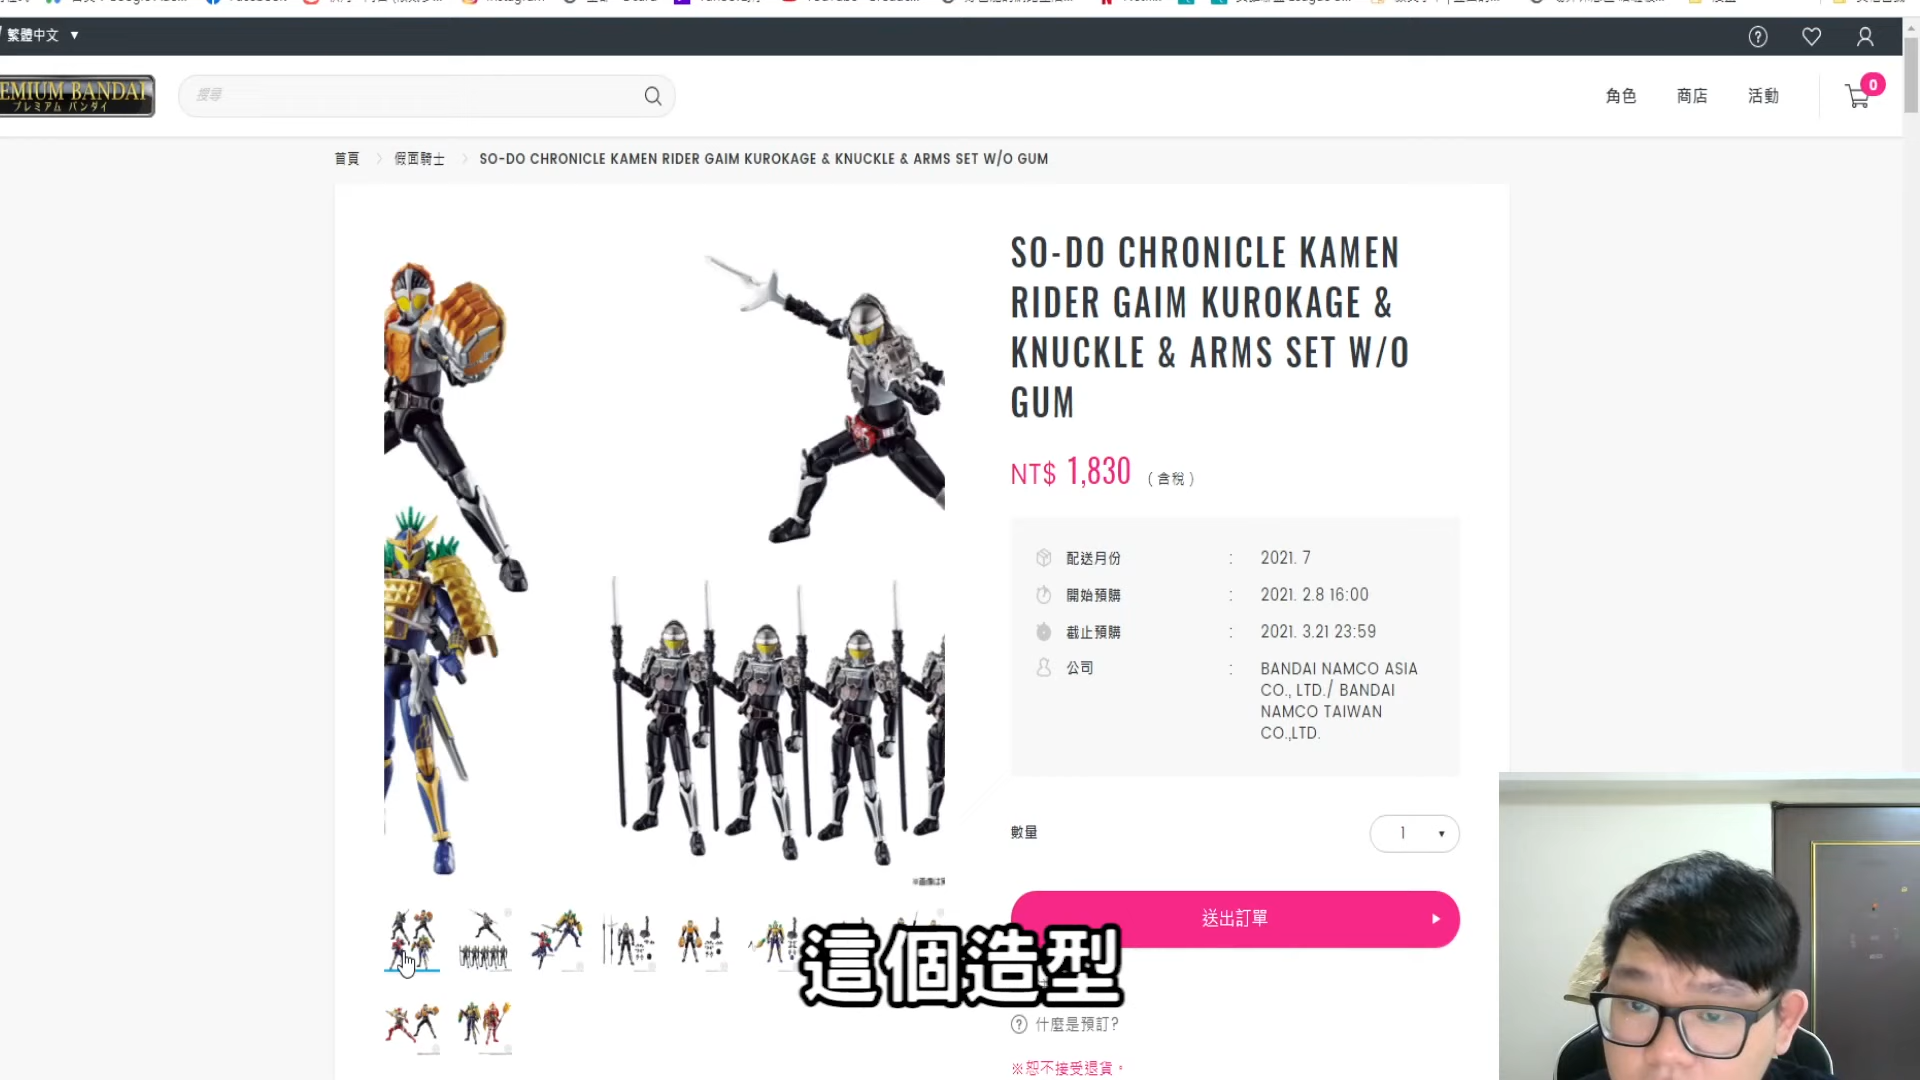 繁體中文 ▼
EMIUM BANDAI
プレミアム バンダイ
搜尋
角色
商店
活動
0
首頁
假面騎士
SO-DO CHRONICLE KAMEN RIDER GAIM KUROKAGE & KNUCKLE & ARMS SET W/O GUM
SO-DO CHRONICLE KAMEN
RIDER GAIM KUROKAGE &
KNUCKLE & ARMS SET W/O
GUM
NT$ 1,830 ( 含稅 )
配送月份 : 2021. 7
開始預購 : 2021. 2.8 16:00
截止預購 : 2021. 3.21 23:59
公司 : BANDAI NAMCO ASIA
CO., LTD./ BANDAI
NAMCO TAIWAN
CO.,LTD.
數量
1
送出訂單
這個造型
什麼是預訂?
※恕不接受退貨。